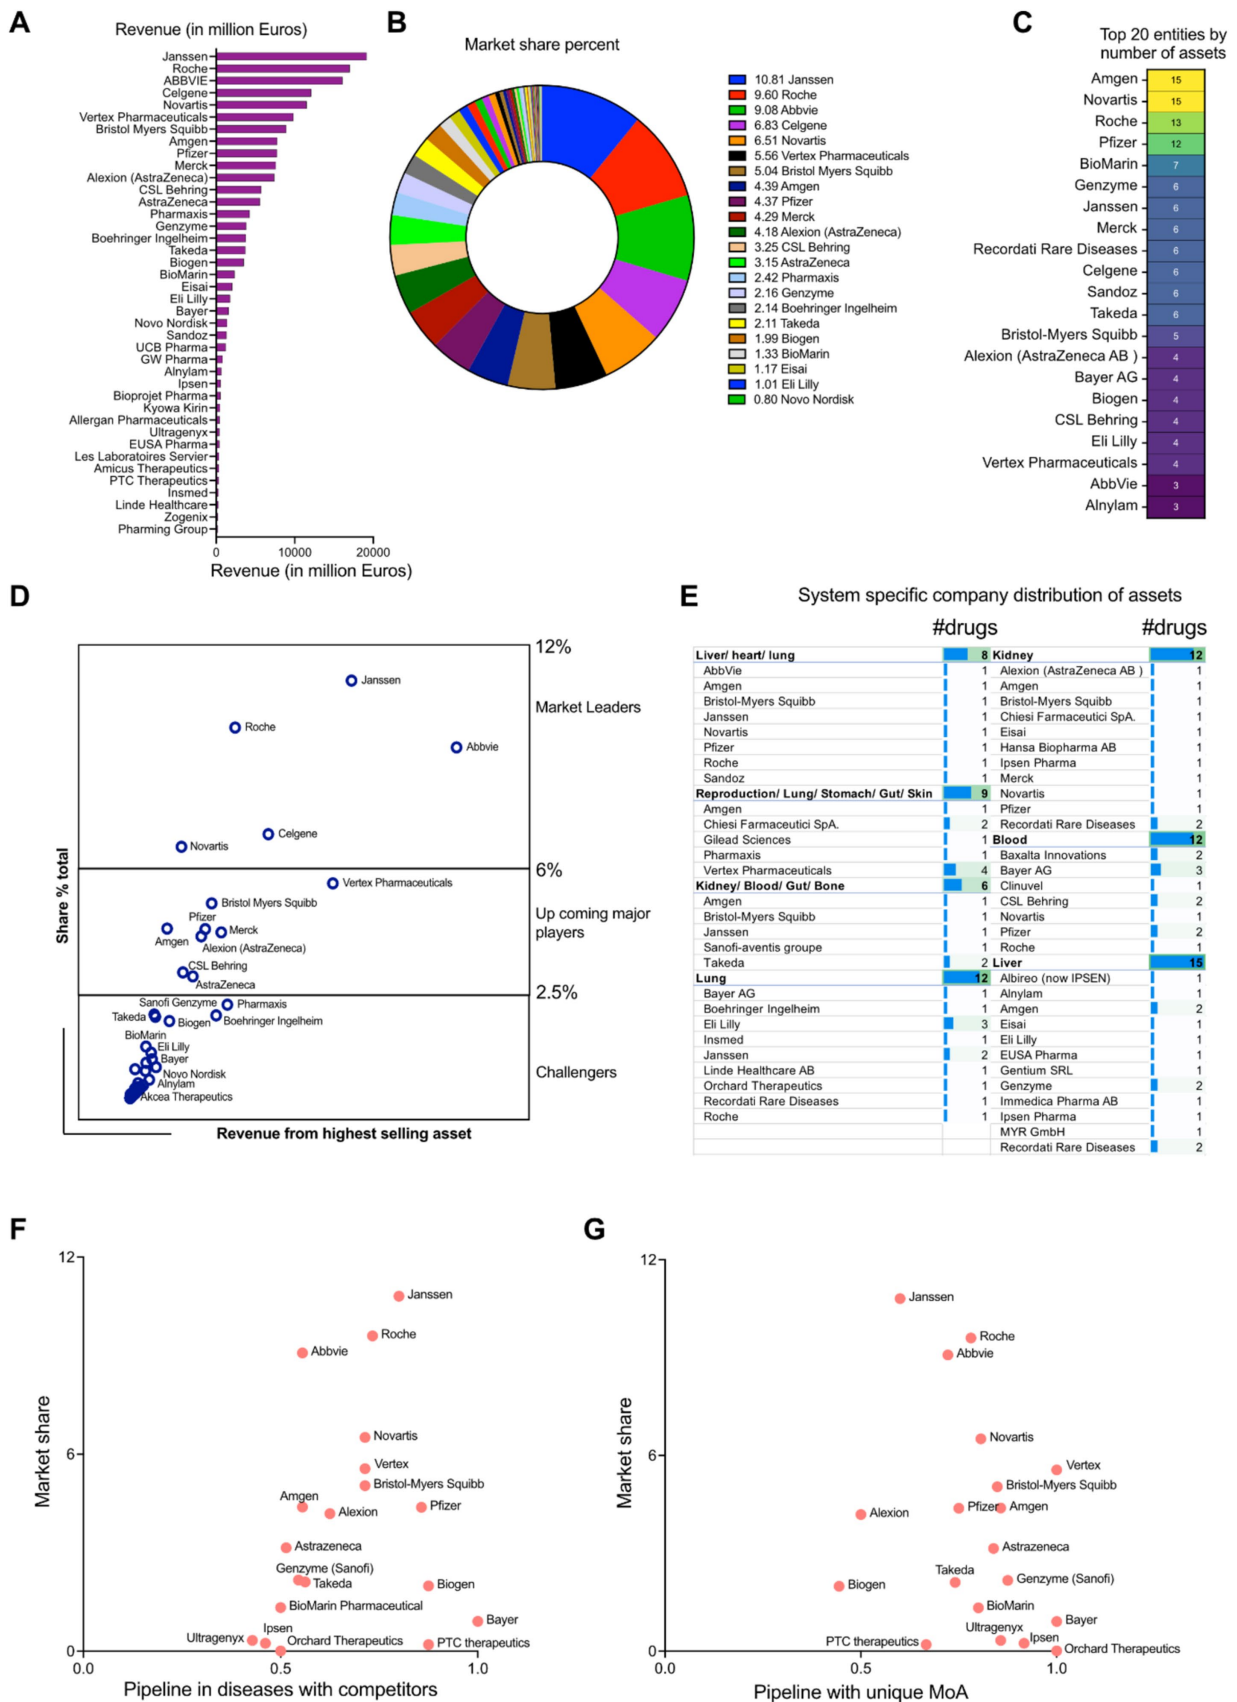 A
Revenue (in million Euros)
Janssen
Roche
ABBVIE
Celgene
Novartis
Vertex Pharmaceuticals
Bristol Myers Squibb
Amgen
Pfizer
Merck
Alexion (AstraZeneca)
CSL Behring
AstraZeneca
Pharmaxis
Genzyme
Boehringer Ingelheim
Takeda
Biogen
BioMarin
Eisai
Eli Lilly
Bayer
Novo Nordisk
Sandoz
UCB Pharma
GW Pharma
Alnylam
Ipsen
Bioprojet Pharma
Kyowa Kirin
Allergan Pharmaceuticals
Ultragenyx
EUSA Pharma
Les Laboratoires Servier
Amicus Therapeutics
PTC Therapeutics
Insmed
Linde Healthcare
Zogenix
Pharming Group
0 10000 20000
Revenue (in million Euros)
B
Market share percent
10.81 Janssen
9.60 Roche
9.08 Abbvie
6.83 Celgene
6.51 Novartis
5.56 Vertex Pharmaceuticals
5.04 Bristol Myers Squibb
4.39 Amgen
4.37 Pfizer
4.29 Merck
4.18 Alexion (AstraZeneca)
3.25 CSL Behring
3.15 AstraZeneca
2.42 Pharmaxis
2.16 Genzyme
2.14 Boehringer Ingelheim
2.11 Takeda
1.99 Biogen
1.33 BioMarin
1.17 Eisai
1.01 Eli Lilly
0.80 Novo Nordisk
C
Top 20 entities by
number of assets
Amgen 15
Novartis 15
Roche 13
Pfizer 12
BioMarin 7
Genzyme 6
Janssen 6
Merck 6
Recordati Rare Diseases 6
Celgene 6
Sandoz 6
Takeda 6
Bristol-Myers Squibb 5
Alexion (AstraZeneca AB ) 4
Bayer AG 4
Biogen 4
CSL Behring 4
Eli Lilly 4
Vertex Pharmaceuticals 4
AbbVie 3
Alnylam 3
D
12%
Janssen
Market Leaders
Roche
Abbvie
Celgene
Novartis
6%
Share % total
Vertex Pharmaceuticals
Bristol Myers Squibb
Up coming major
players
Pfizer
Merck
Amgen
Alexion (AstraZeneca)
CSL Behring
AstraZeneca
2.5%
Sanofi Genzyme
Pharmaxis
Takeda
Biogen
Boehringer Ingelheim
BioMarin
Eli Lilly
Bayer
Novo Nordisk
Challengers
Alnylam
Akcea Therapeutics
Revenue from highest selling asset
E
System specific company distribution of assets
#drugs #drugs
Liver/ heart/ lung 8 Kidney 12
AbbVie 1 Alexion (AstraZeneca AB ) 1
Amgen 1 Amgen 1
Bristol-Myers Squibb 1 Bristol-Myers Squibb 1
Janssen 1 Chiesi Farmaceutici SpA. 1
Novartis 1 Eisai 1
Pfizer 1 Hansa Biopharma AB 1
Roche 1 Ipsen Pharma 1
Sandoz 1 Merck 1
Reproduction/ Lung/ Stomach/ Gut/ Skin 9 Novartis 1
Amgen 1 Pfizer 1
Chiesi Farmaceutici SpA. 2 Recordati Rare Diseases 2
Gilead Sciences 1 Blood 12
Pharmaxis 1 Baxalta Innovations 2
Vertex Pharmaceuticals 4 Bayer AG 3
Kidney/ Blood/ Gut/ Bone 6 Clinuvel 1
Amgen 1 CSL Behring 2
Bristol-Myers Squibb 1 Novartis 1
Janssen 1 Pfizer 2
Sanofi-aventis groupe 1 Roche 1
Takeda 2 Liver 15
Lung 12 Albireo (now IPSEN) 1
Bayer AG 1 Alnylam 1
Boehringer Ingelheim 1 Amgen 2
Eli Lilly 3 Eisai 1
Insmed 1 Eli Lilly 1
Janssen 2 EUSA Pharma 1
Linde Healthcare AB 1 Gentium SRL 1
Orchard Therapeutics 1 Genzyme 2
Recordati Rare Diseases 1 Immedica Pharma AB 1
Roche 1 Ipsen Pharma 1
MYR GmbH 1
Recordati Rare Diseases 2
F
12
Janssen
Roche
Abbvie
Market share
Novartis
6
Vertex
Bristol-Myers Squibb
Amgen
Pfizer
Alexion
Astrazeneca
Genzyme (Sanofi)
Takeda
Biogen
BioMarin Pharmaceutical
Bayer
Ipsen
Ultragenyx
Orchard Therapeutics
PTC therapeutics
0
0.0 0.5 1.0
Pipeline in diseases with competitors
G
12
Janssen
Roche
Abbvie
Market share
Novartis
6
Vertex
Bristol-Myers Squibb
Pfizer
Amgen
Alexion
Astrazeneca
Takeda
Genzyme (Sanofi)
Biogen
BioMarin
Bayer
Ultragenyx
Ipsen
PTC therapeutics
Orchard Therapeutics
0
0.0 0.5 1.0
Pipeline with unique MoA